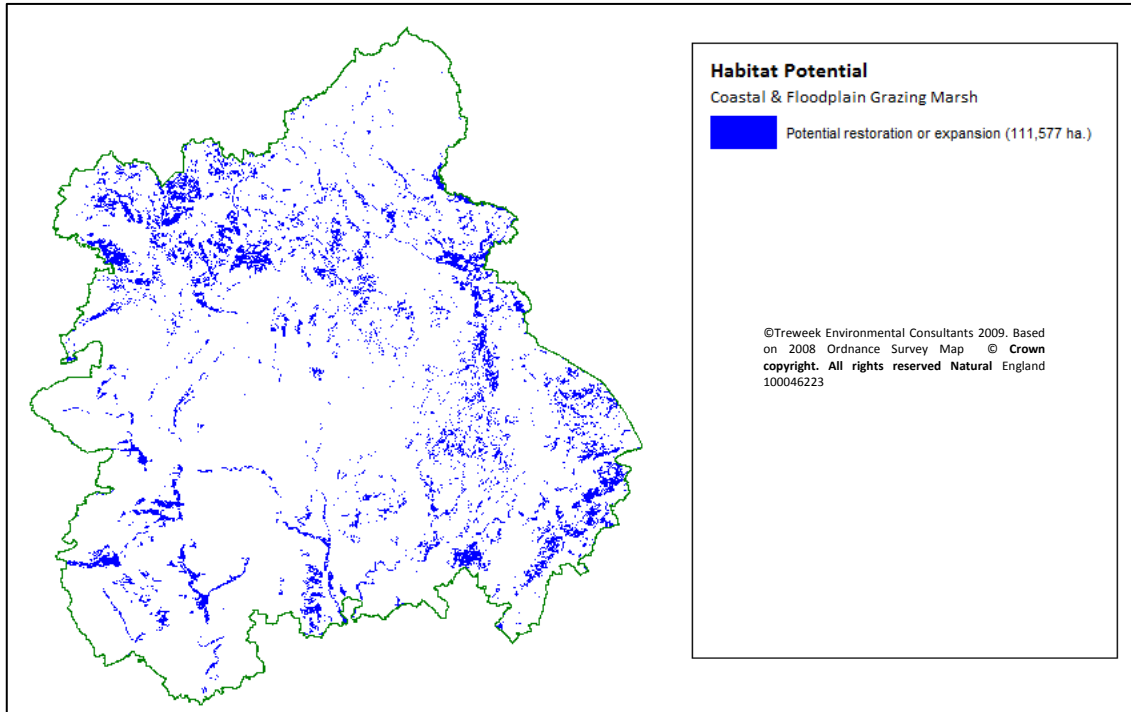 Habitat Potential
Coastal & Floodplain Grazing Marsh
Potential restoration or expansion (111,577 ha.)
©Treweek Environmental Consultants 2009. Based
on 2008 Ordnance Survey Map © Crown
copyright. All rights reserved Natural England
100046223